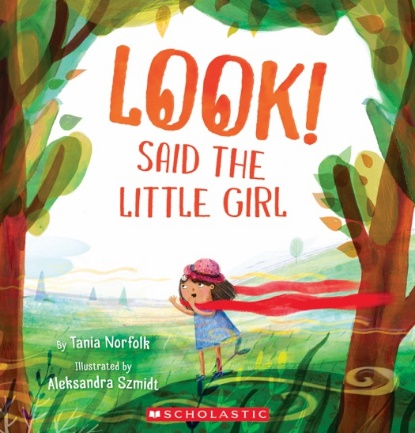 LOOK!
SAID THE
LITTLE GIRL
By Tania Norfolk
Illustrated by
Aleksandra Szmidt
SCHOLASTIC